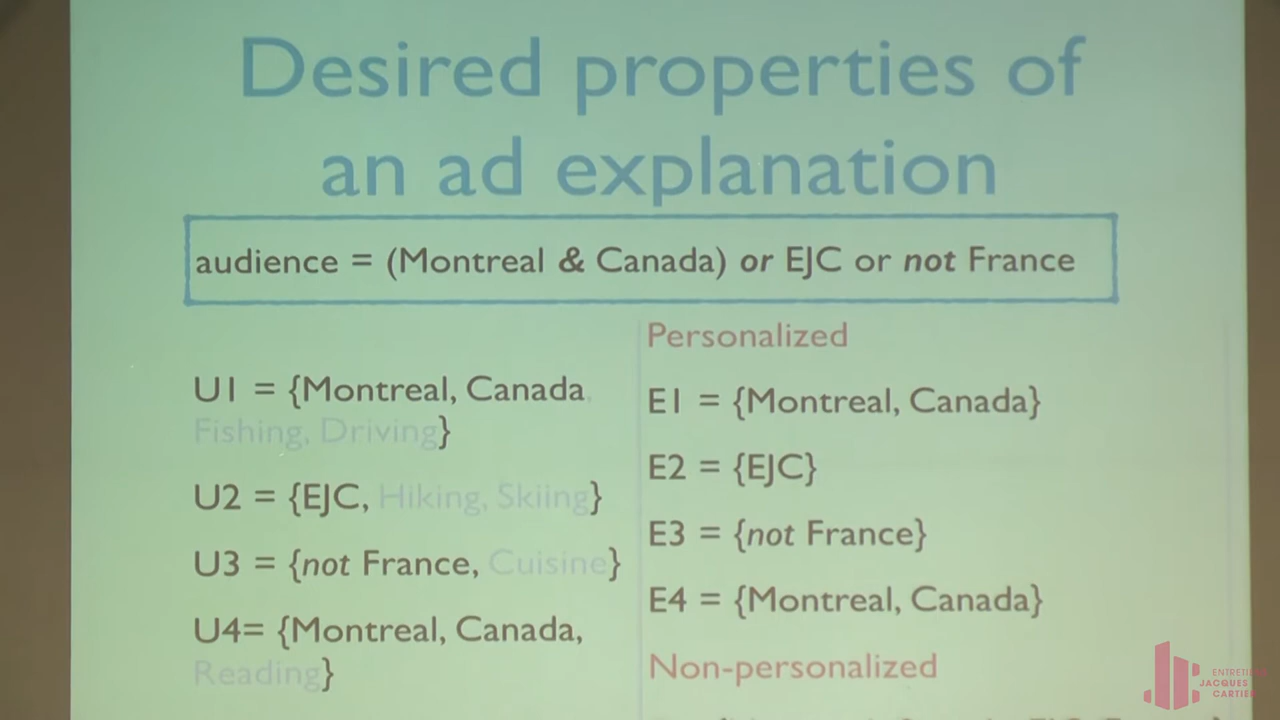 Desired properties of
an ad explanation
audience = (Montreal & Canada) or EJC or not France
U1 = {Montreal, Canada,
Fishing, Driving}
U2 = {EJC, Hiking, Skiing}
U3 = {not France, Cuisine}
U4= {Montreal, Canada,
Reading}
Personalized
E1 = {Montreal, Canada}
E2 = {EJC}
E3 = {not France}
E4 = {Montreal, Canada}
Non-personalized
JACQUES
CARTIER